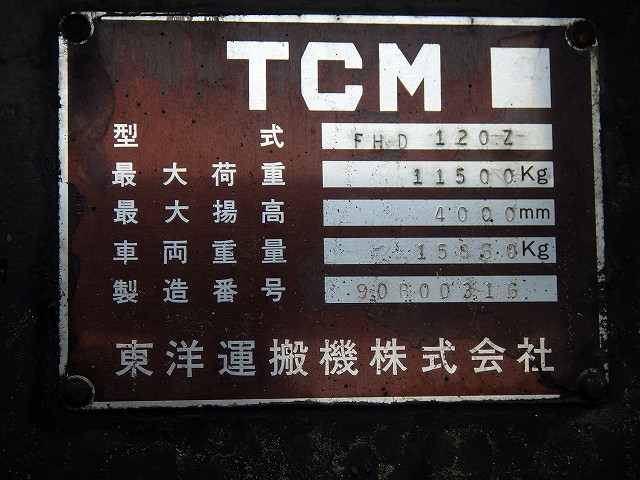 TCM
型式 FHD 120Z
最大荷重 11500Kg
最大揚高 4000mm
車両重量 Kg
製造番号
東洋運搬機株式会社